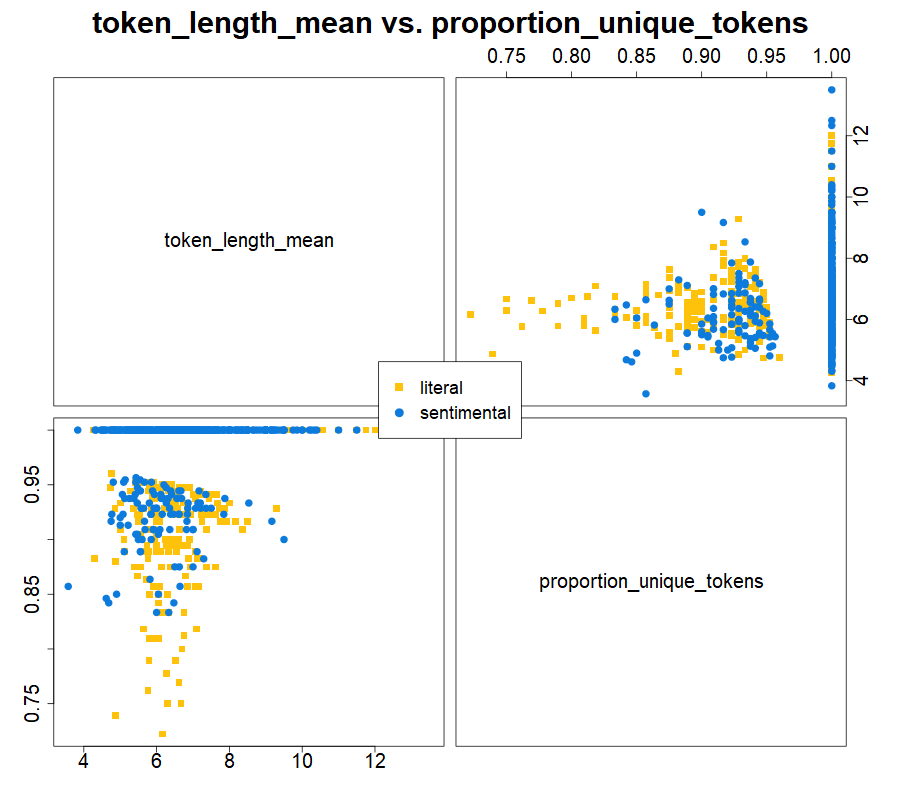 token_length_mean vs. proportion_unique_tokens
0.75 0.80 0.85 0.90 0.95 1.00
token_length_mean
12
10
8
6
4
literal
sentimental
0.95
0.85
0.75
proportion_unique_tokens
4 6 8 10 12